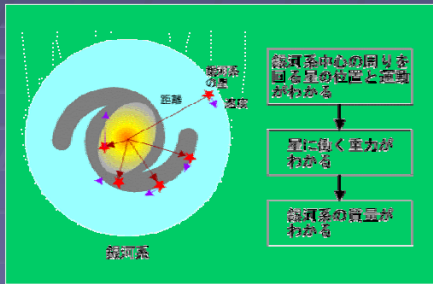 銀河系
の星
距離
速度
銀河系
銀河系中心の周りを
回る星の位置と運動
がわかる
星に働く重力が
わかる
銀河系の質量が
わかる